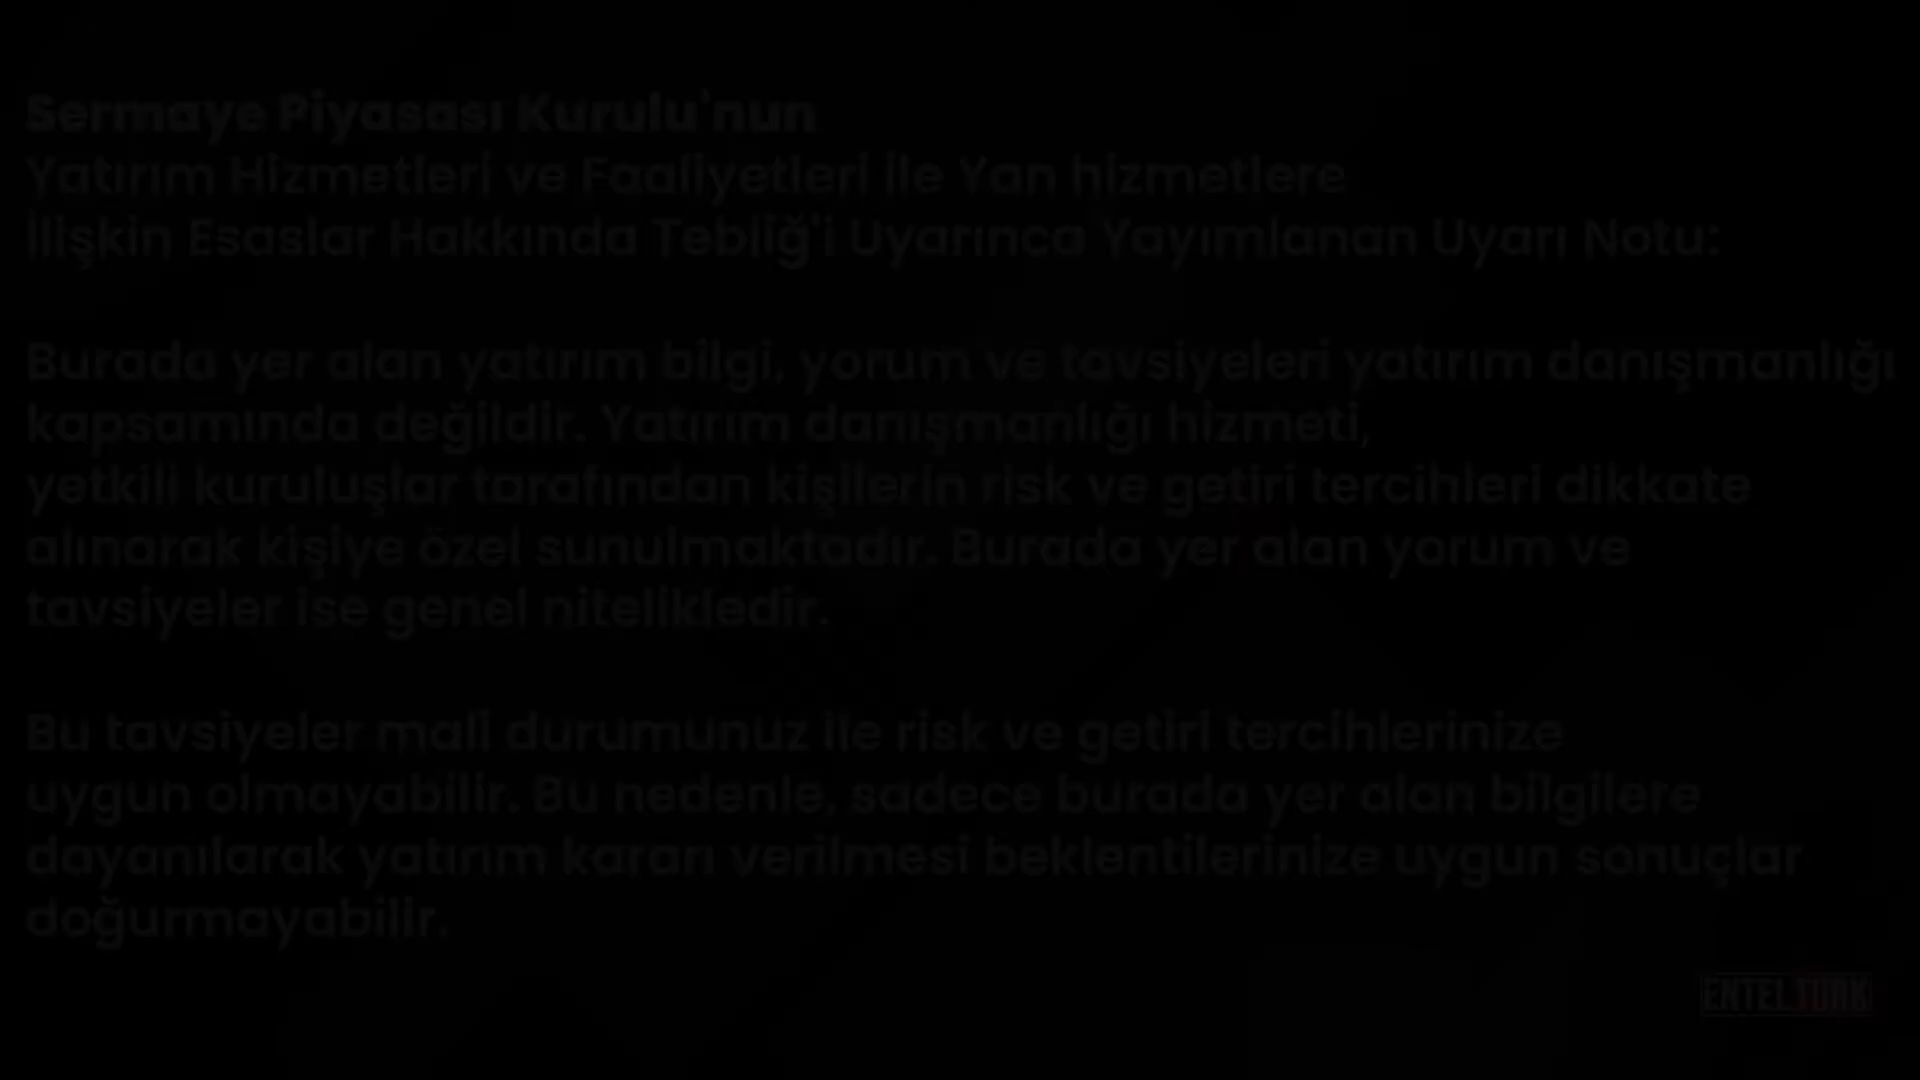 Sermaye Piyasası Kurulu'nun
Yatırım Hizmetleri ve Faaliyetleri ile Yan hizmetlere
İlişkin Esaslar Hakkında Tebliğ'i Uyarınca Yayımlanan Uyarı Notu:
Burada yer alan yatırım bilgi, yorum ve tavsiyeleri yatırım danışmanlığı
kapsamında değildir. Yatırım danışmanlığı hizmeti,
yetkili kuruluşlar tarafından kişilerin risk ve getiri tercihleri dikkate
alınarak kişiye özel sunulmaktadır. Burada yer alan yorum ve
tavsiyeler ise genel niteliktedir.
Bu tavsiyeler mali durumunuz ile risk ve getiri tercihlerinize
uygun olmayabilir. Bu nedenle, sadece burada yer alan bilgilere
dayanılarak yatırım kararı verilmesi beklentilerinize uygun sonuçlar
doğurmayabilir.
ENTELTÜRK